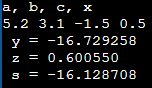 a, b, c, x
5.2 3.1 -1.5 0.5
y = -16.729258
z = 0.600550
s = -16.128708